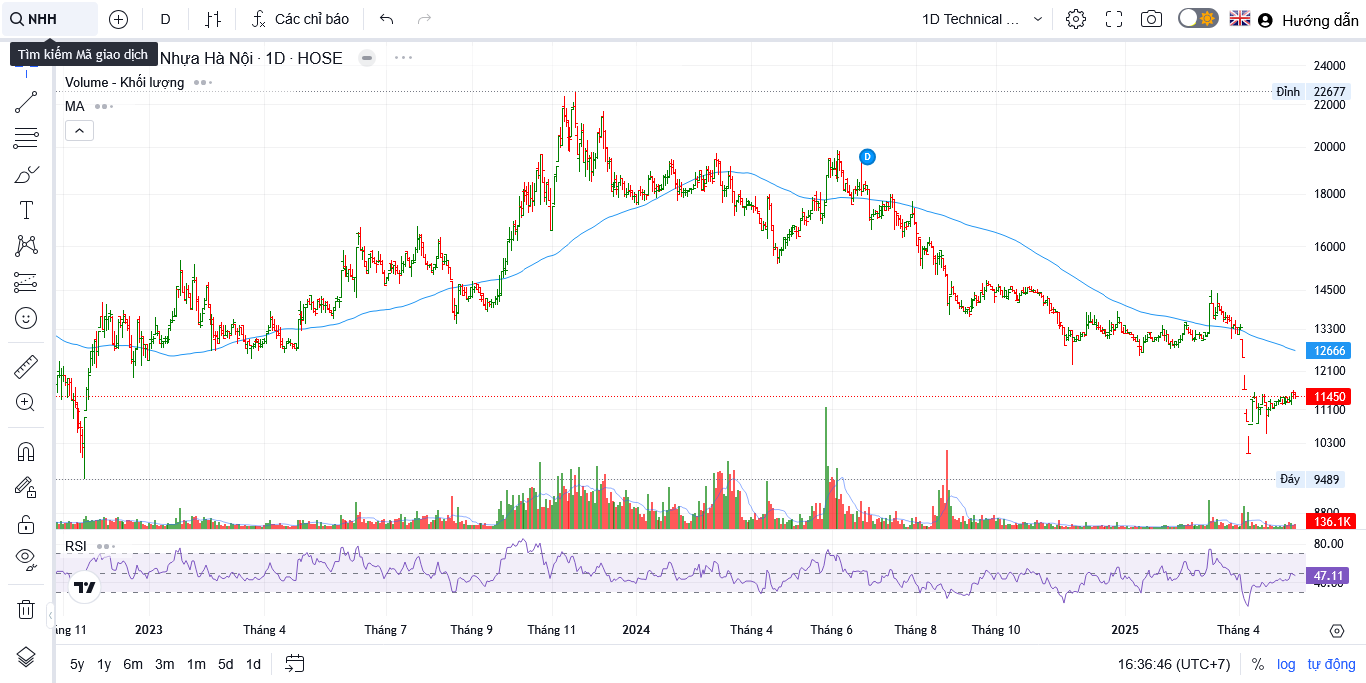 NHH
D
Các chỉ báo
1D Technical ...
Hướng dẫn
Tìm kiếm Mã giao dịch
Nhựa Hà Nội · 1D · HOSE
Volume - Khối lượng
MA
24000
Đỉnh 22677
22000
20000
18000
16000
14500
13300
12666
12100
11450
11100
10300
Đáy 9489
8800
136.1K
D
RSI
80.00
47.11
40.00
ng 11
2023
Tháng 4
Tháng 7
Tháng 9
Tháng 11
2024
Tháng 4
Tháng 6
Tháng 8
Tháng 10
2025
Tháng 4
5y 1y 6m 3m 1m 5d 1d
16:36:46 (UTC+7)
% log tự động